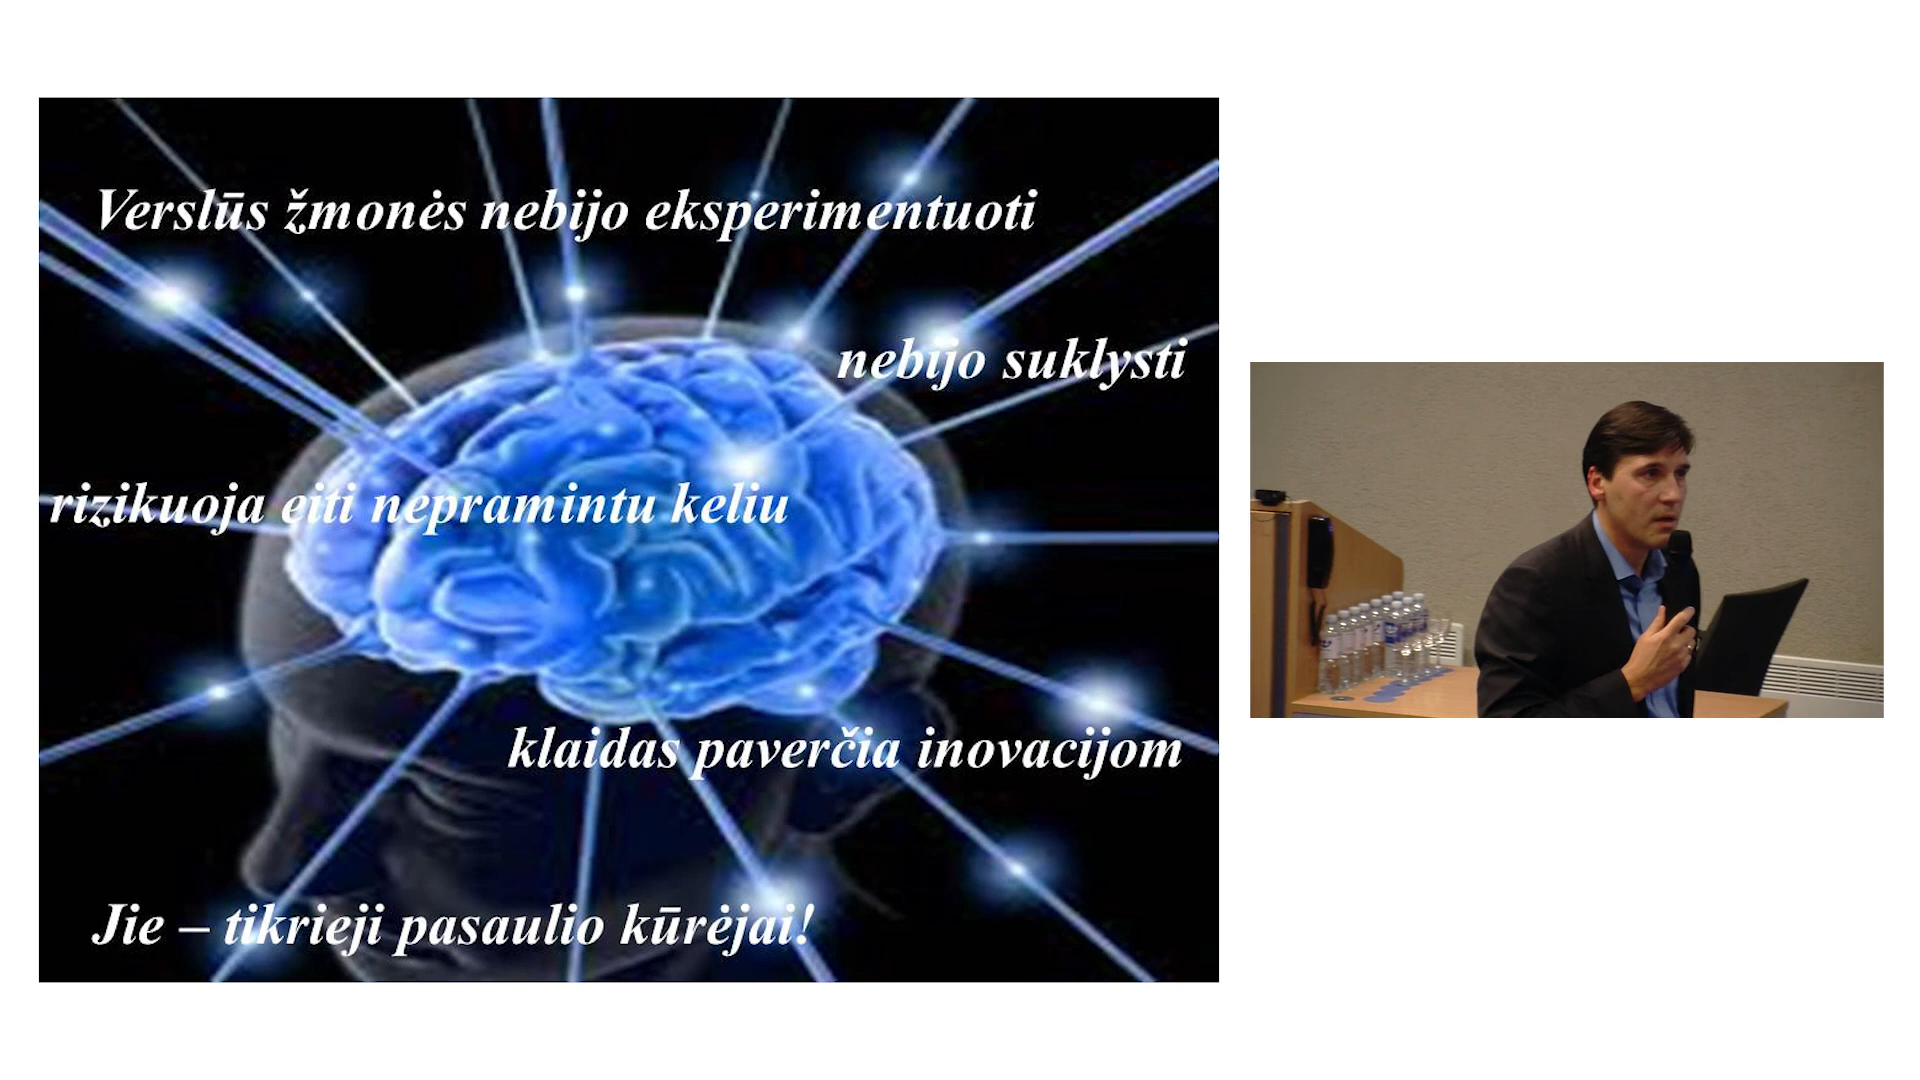 Verslūs žmonės nebijo eksperimentuoti
nebijo suklysti
rizikuoja eiti nepramintu keliu
klaidas paverčia inovacijom
Jie – tikrieji pasaulio kūrėjai!